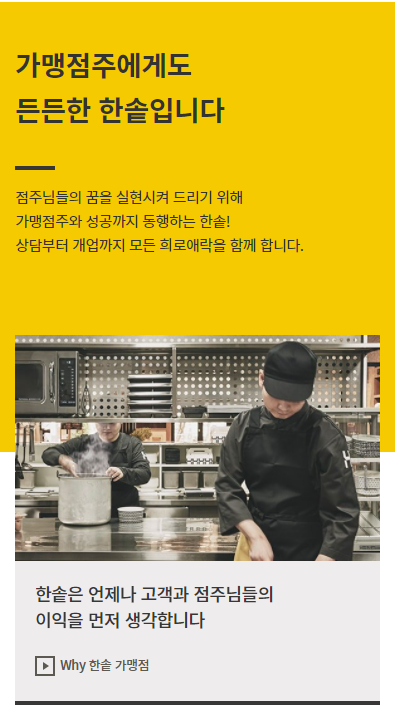 가맹점주에게도
든든한 한솥입니다
점주님들의 꿈을 실현시켜 드리기 위해
가맹점주와 성공까지 동행하는 한솥!
상담부터 개업까지 모든 희로애락을 함께 합니다.
한솥은 언제나 고객과 점주님들의
이익을 먼저 생각합니다
Why 한솥 가맹점